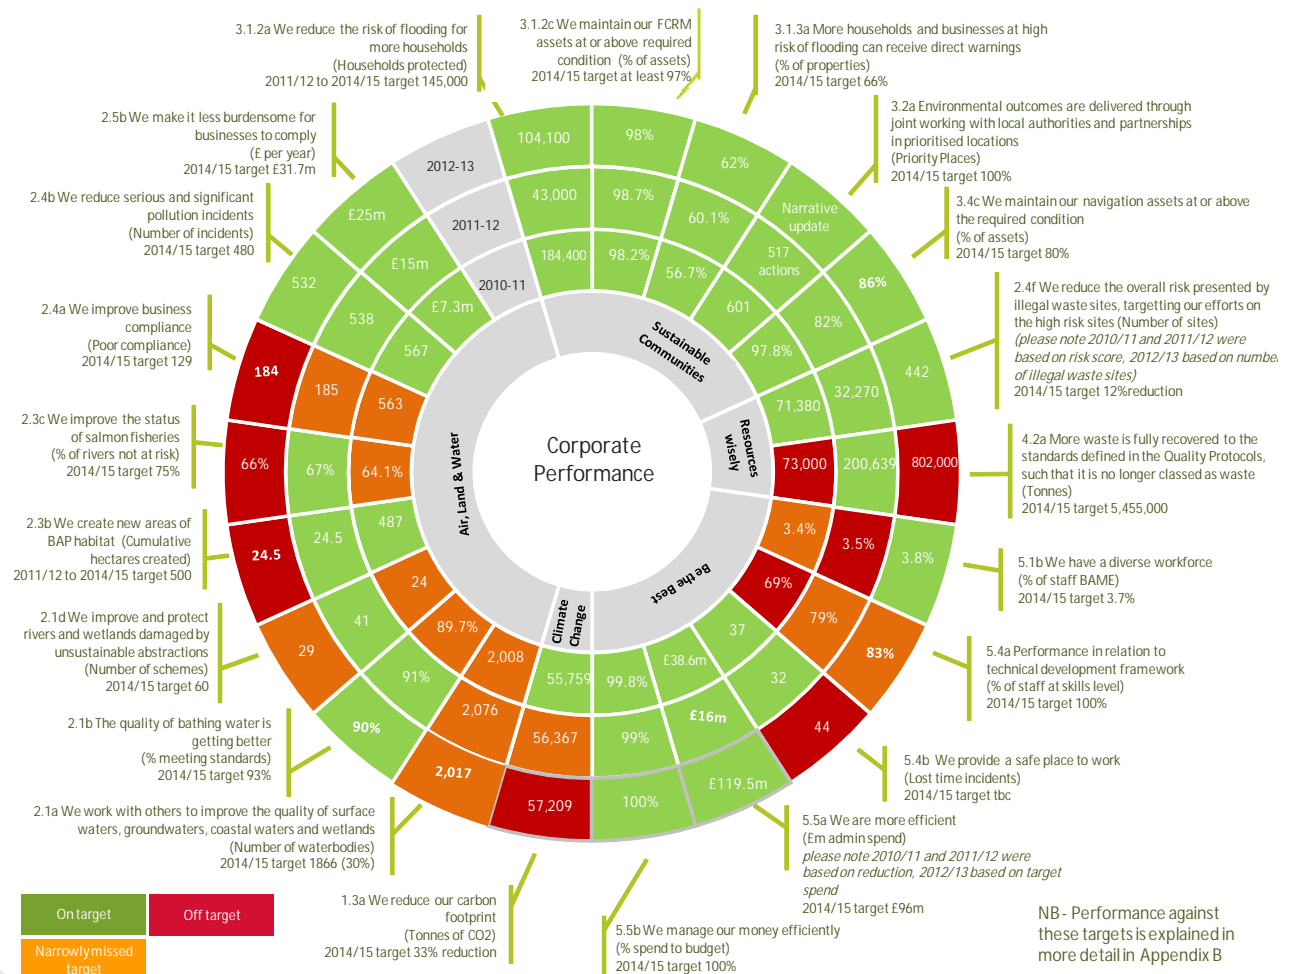 3.1.2a We reduce the risk of flooding for
more households
(Households protected)
2011/12 to 2014/15 target 145,000
3.1.2c We maintain our FCRM
assets at or above required
condition (% of assets)
2014/15 target at least 97%
3.1.3a More households and businesses at high
risk of flooding can receive direct warnings
(% of properties)
2014/15 target 66%
3.2a Environmental outcomes are delivered through
joint working with local authorities and partnerships
in prioritised locations
(Priority Places)
2014/15 target 100%
3.4c We maintain our navigation assets at or above
the required condition
(% of assets)
2014/15 target 80%
2.4f We reduce the overall risk presented by
illegal waste sites, targetting our efforts on
the high risk sites (Number of sites)
(please note 2010/11 and 2011/12 were
based on risk score, 2012/13 based on number
of illegal waste sites)
2014/15 target 12%reduction
4.2a More waste is fully recovered to the
standards defined in the Quality Protocols,
such that it is no longer classed as waste
(Tonnes)
2014/15 target 5,455,000
5.1b We have a diverse workforce
(% of staff BAME)
2014/15 target 3.7%
5.4a Performance in relation to
technical development framework
(% of staff at skills level)
2014/15 target 100%
5.4b We provide a safe place to work
(Lost time incidents)
2014/15 target tbc
5.5a We are more efficient
(£m admin spend)
please note 2010/11 and 2011/12 were
based on reduction, 2012/13 based on target
spend
2014/15 target £96m
5.5b We manage our money efficiently
(% spend to budget)
2014/15 target 100%
1.3a We reduce our carbon
footprint
(Tonnes of CO2)
2014/15 target 33% reduction
2.1a We work with others to improve the quality of surface
waters, groundwaters, coastal waters and wetlands
(Number of waterbodies)
2014/15 target 1866 (30%)
2.1b The quality of bathing water is
getting better
(% meeting standards)
2014/15 target 93%
2.1d We improve and protect
rivers and wetlands damaged by
unsustainable abstractions
(Number of schemes)
2014/15 target 60
2.3b We create new areas of
BAP habitat (Cumulative
hectares created)
2011/12 to 2014/15 target 500
2.3c We improve the status
of salmon fisheries
(% of rivers not at risk)
2014/15 target 75%
2.4a We improve business
compliance
(Poor compliance)
2014/15 target 129
2.4b We reduce serious and significant
pollution incidents
(Number of incidents)
2014/15 target 480
2.5b We make it less burdensome for
businesses to comply
(£ per year)
2014/15 target £31.7m
2012-13
104,100
98%
62%
Narrative
update
86%
442
802,000
3.8%
83%
44
£119.5m
100%
57,209
2,017
90%
29
24.5
66%
184
532
£25m
2011-12
43,000
98.7%
60.1%
517
actions
82%
32,270
200,639
3.5%
79%
32
£16m
99%
56,367
2,076
91%
41
24.5
67%
185
538
£15m
2010-11
184,400
98.2%
56.7%
601
97.8%
71,380
73,000
3.4%
69%
37
£38.6m
99.8%
55,759
2,008
89.7%
24
487
64.1%
563
567
£7.3m
Sustainable
Communities
Resources
wisely
Be the Best
Climate
Change
Air, Land & Water
Corporate
Performance
On target
Off target
Narrowly missed
target
NB - Performance against
these targets is explained in
more detail in Appendix B